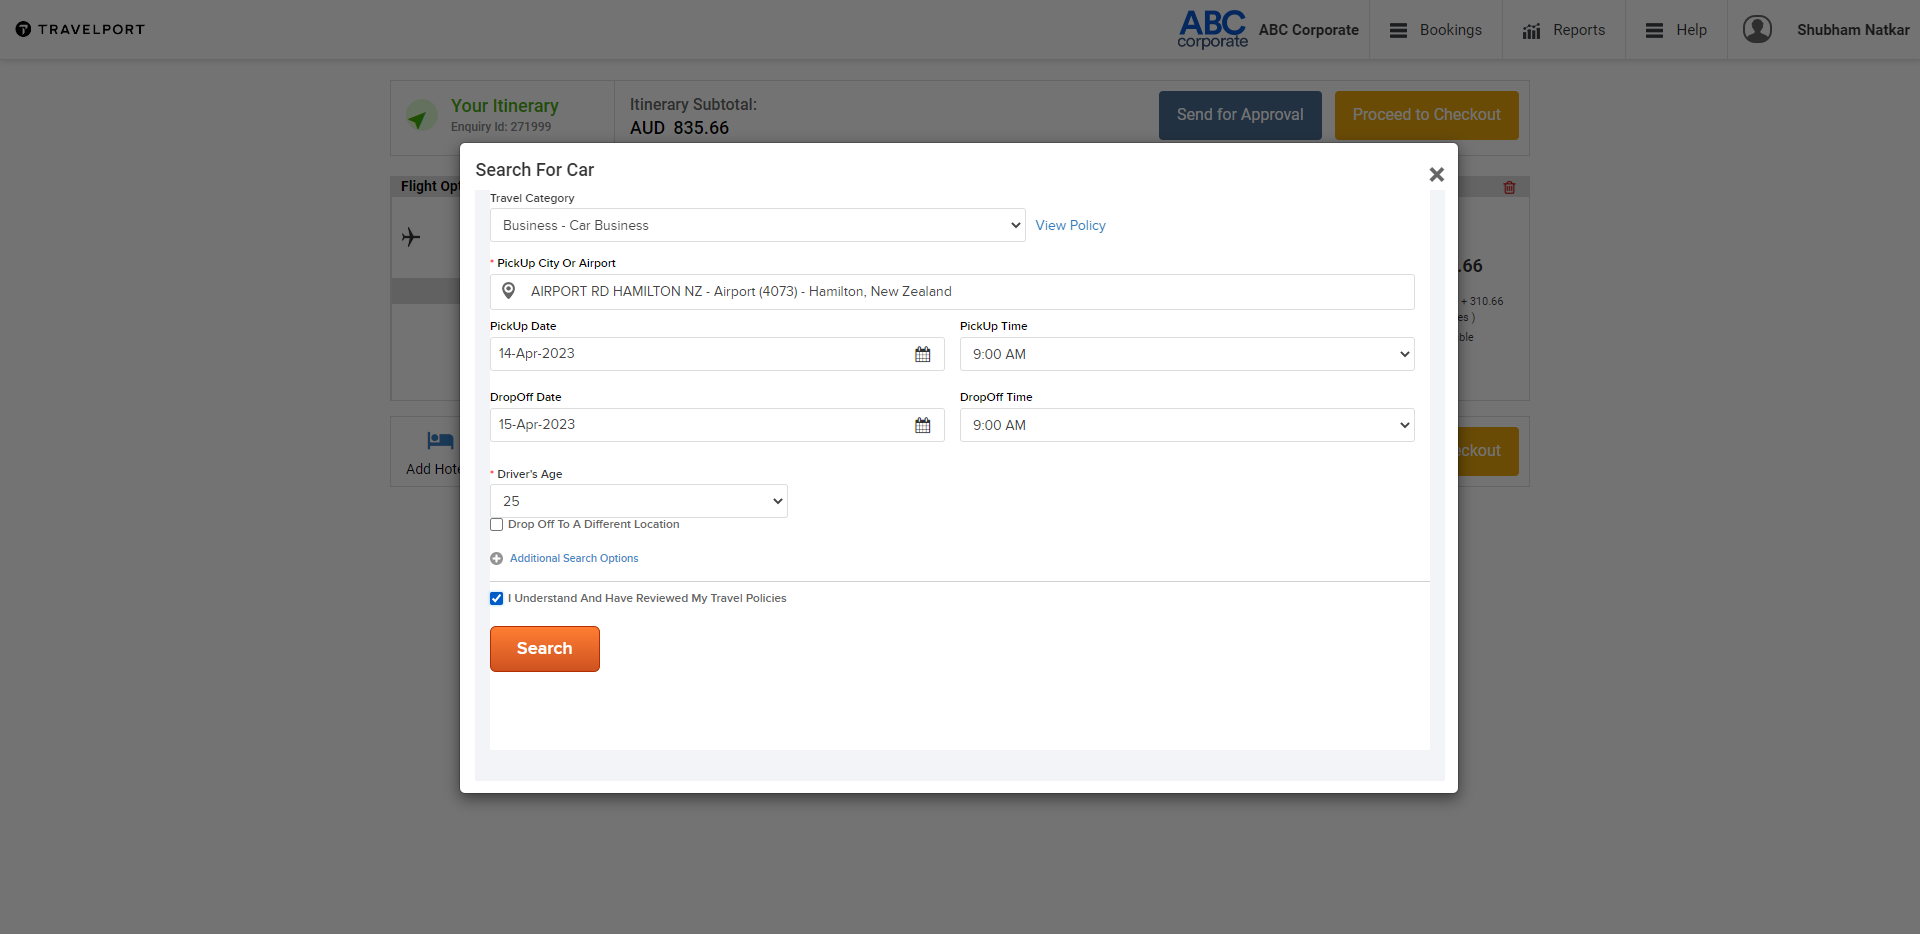 TRAVELPORT
ABC
corporate
ABC Corporate
Bookings
Reports
Help
Shubham Natkar
Your Itinerary
Enquiry Id: 271999
Itinerary Subtotal:
AUD 835.66
Send for Approval
Proceed to Checkout
Flight Opt
Search For Car
Travel Category
Business - Car Business
View Policy
* PickUp City Or Airport
AIRPORT RD HAMILTON NZ - Airport (4073) - Hamilton, New Zealand
PickUp Date
PickUp Time
14-Apr-2023
9:00 AM
DropOff Date
DropOff Time
15-Apr-2023
9:00 AM
* Driver's Age
25
Drop Off To A Different Location
Additional Search Options
I Understand And Have Reviewed My Travel Policies
Search
.66
+ 310.66
es )
ble
Add Hote
eckout